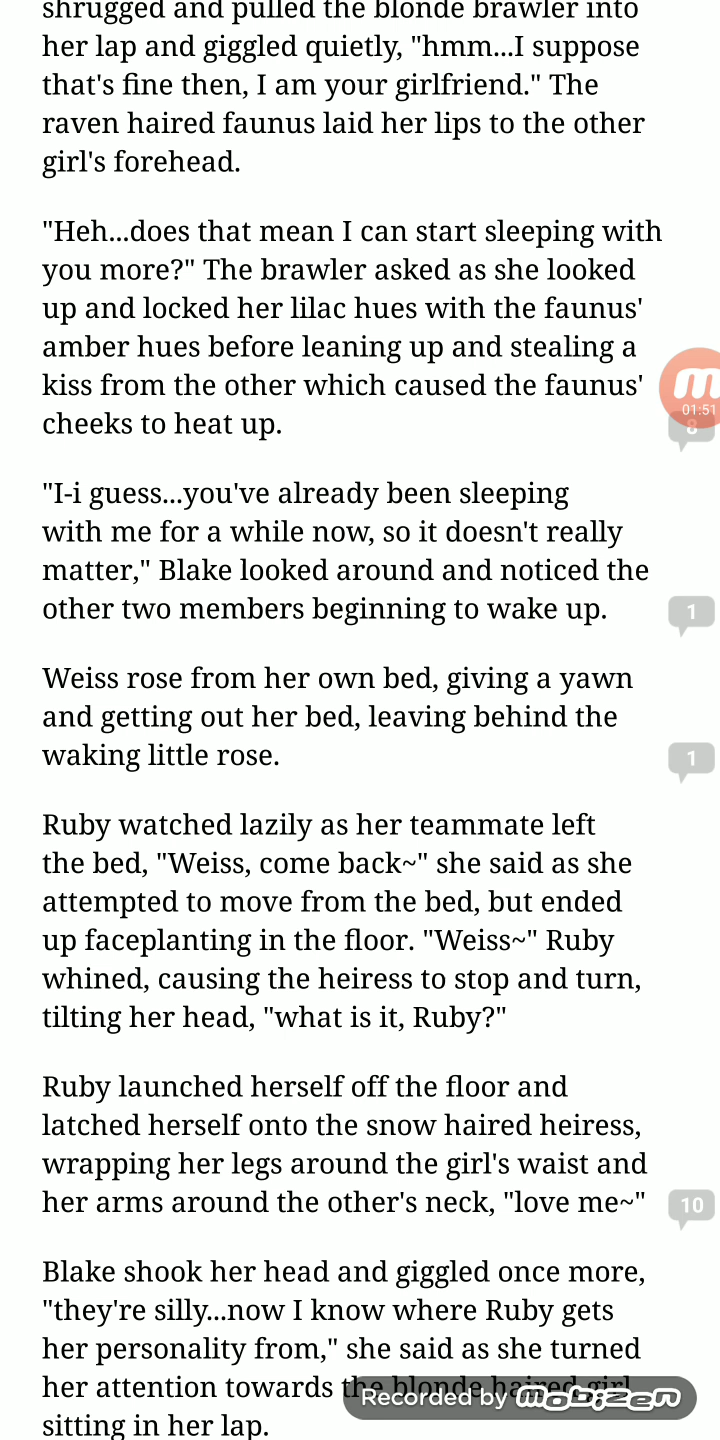 shrugged and pulled the blonde brawler into
her lap and giggled quietly, "hmm...I suppose
that's fine then, I am your girlfriend." The
raven haired faunus laid her lips to the other
girl's forehead.
"Heh...does that mean I can start sleeping with
you more?" The brawler asked as she looked
up and locked her lilac hues with the faunus'
amber hues before leaning up and stealing a
kiss from the other which caused the faunus'
01:51
cheeks to heat up.
8
"I-i guess...you've already been sleeping
with me for a while now, so it doesn't really
matter," Blake looked around and noticed the
other two members beginning to wake up.
1
Weiss rose from her own bed, giving a yawn
and getting out her bed, leaving behind the
waking little rose.
1
Ruby watched lazily as her teammate left
the bed, "Weiss, come back~" she said as she
attempted to move from the bed, but ended
up faceplanting in the floor. "Weiss~" Ruby
whined, causing the heiress to stop and turn,
tilting her head, "what is it, Ruby?"
Ruby launched herself off the floor and
latched herself onto the snow haired heiress,
wrapping her legs around the girl's waist and
her arms around the other's neck, "love me~"
10
Blake shook her head and giggled once more,
"they're silly...now I know where Ruby gets
her personality from," she said as she turned
her attention towards the blonde haired girl
Recorded by mobizen
sitting in her lap.